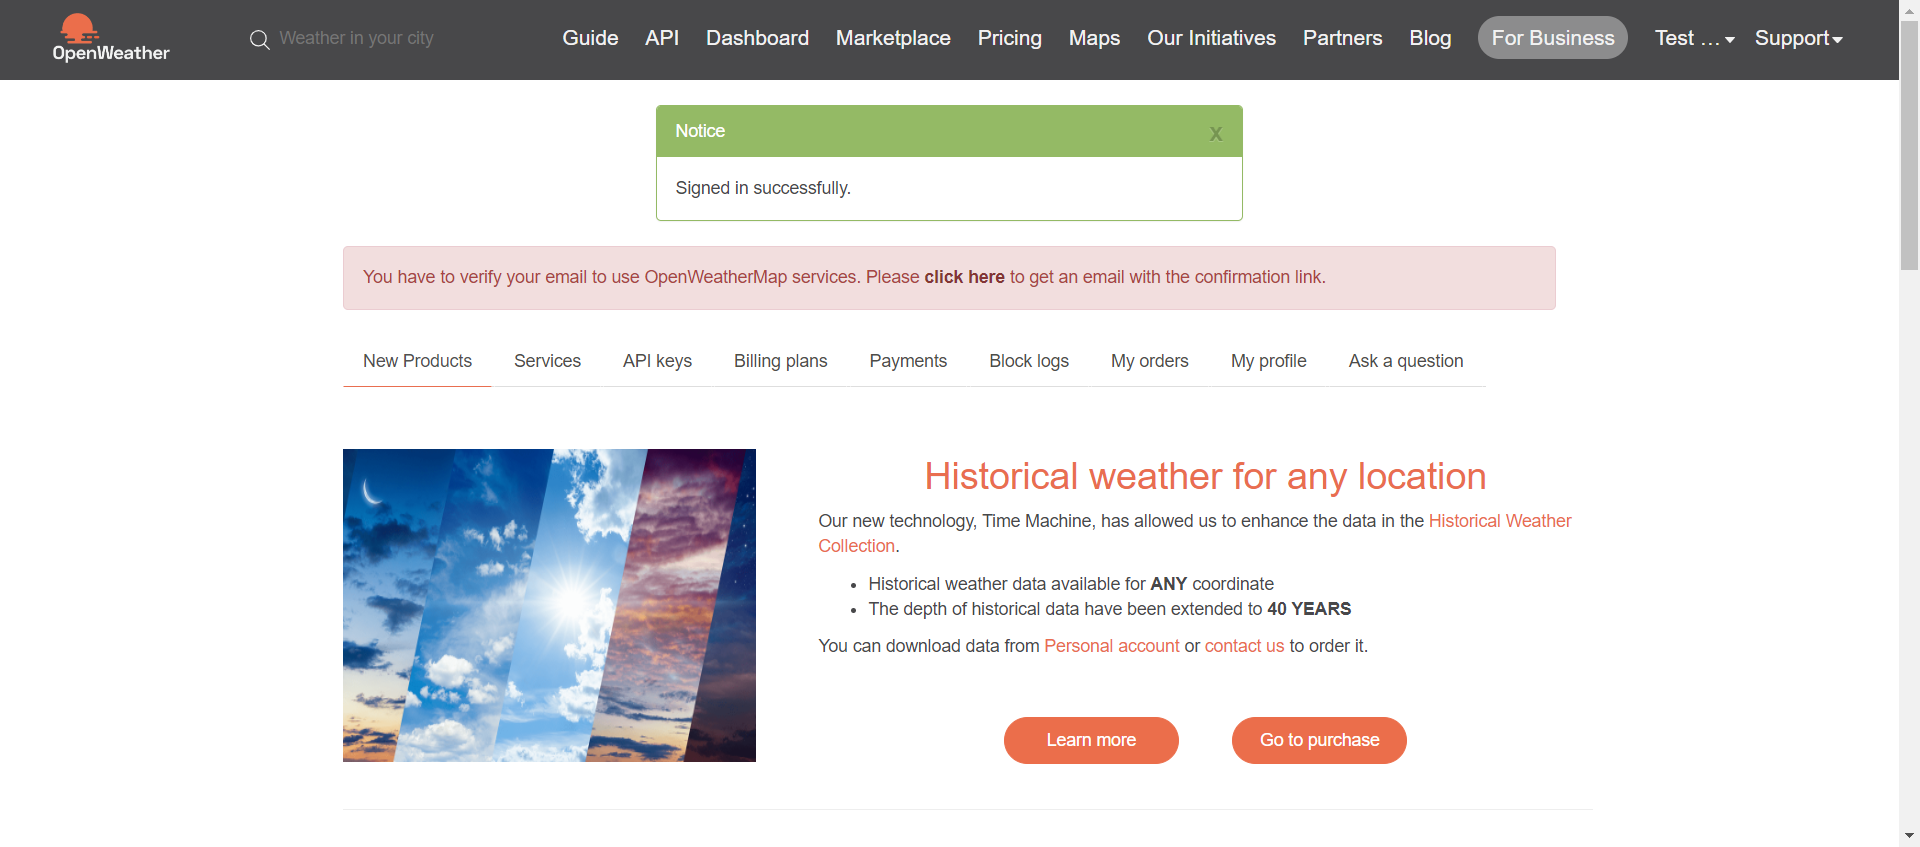 OpenWeather
Weather in your city
Guide
API
Dashboard
Marketplace
Pricing
Maps
Our Initiatives
Partners
Blog
For Business
Test ...
Support
Notice
x
Signed in successfully.
You have to verify your email to use OpenWeatherMap services. Please click here to get an email with the confirmation link.
New Products
Services
API keys
Billing plans
Payments
Block logs
My orders
My profile
Ask a question
Historical weather for any location
Our new technology, Time Machine, has allowed us to enhance the data in the Historical Weather
Collection.
• Historical weather data available for ANY coordinate
• The depth of historical data have been extended to 40 YEARS
You can download data from Personal account or contact us to order it.
Learn more
Go to purchase